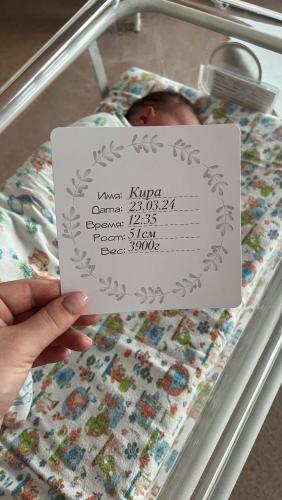 Имя: Кира
Дата: 23.03.24
Время: 12:35
Рост: 51см
Вес: 3900г